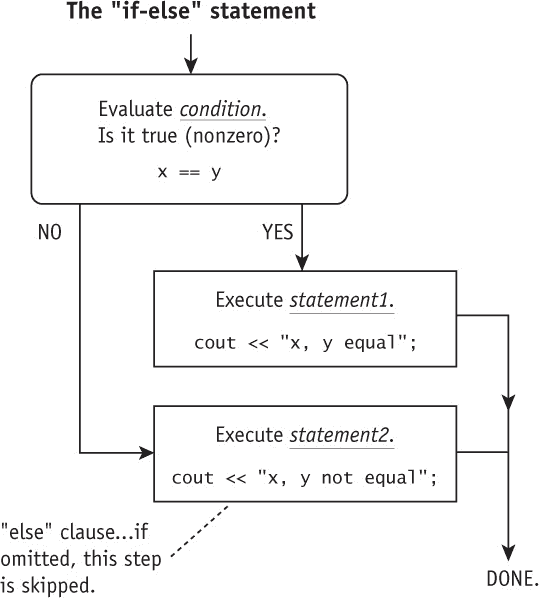 The "if-else" statement
Evaluate condition.
Is it true (nonzero)?
x == y
NO
YES
Execute statement1.
cout << "x, y equal";
Execute statement2.
cout << "x, y not equal";
"else" clause...if
omitted, this step
is skipped.
DONE.